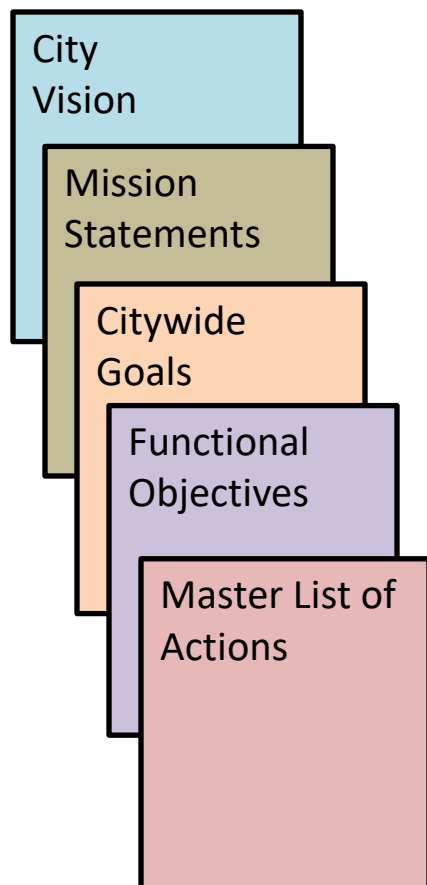 City
Vision
Mission
Statements
Citywide
Goals
Functional
Objectives
Master List of
Actions